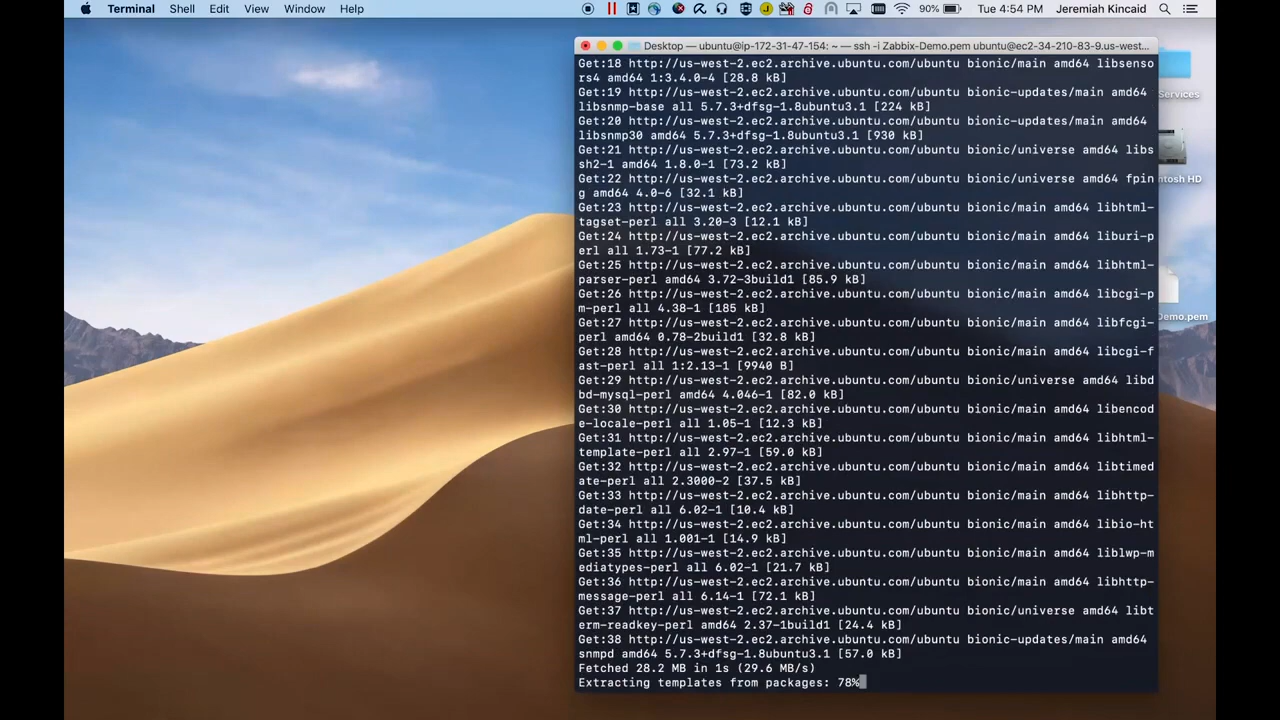 Terminal Shell Edit View Window Help 90% Tue 4:54 PM Jeremiah Kincaid
Desktop — ubuntu@ip-172-31-47-154: ~ — ssh -i Zabbix-Demo.pem ubuntu@ec2-34-210-83-9.us-west...
Get:18 http://us-west-2.ec2.archive.ubuntu.com/ubuntu bionic/main amd64 libsenso
rs4 amd64 1:3.4.0-4 [28.8 kB]
Get:19 http://us-west-2.ec2.archive.ubuntu.com/ubuntu bionic-updates/main amd64
libsnmp-base all 5.7.3+dfsg-1.8ubuntu3.1 [224 kB]
Get:20 http://us-west-2.ec2.archive.ubuntu.com/ubuntu bionic-updates/main amd64
libsnmp30 amd64 5.7.3+dfsg-1.8ubuntu3.1 [930 kB]
Get:21 http://us-west-2.ec2.archive.ubuntu.com/ubuntu bionic/universe amd64 libs
sh2-1 amd64 1.8.0-1 [73.2 kB]
Get:22 http://us-west-2.ec2.archive.ubuntu.com/ubuntu bionic/universe amd64 fpin
g amd64 4.0-6 [32.1 kB]
Get:23 http://us-west-2.ec2.archive.ubuntu.com/ubuntu bionic/main amd64 libhtml-
tagset-perl all 3.20-3 [12.1 kB]
Get:24 http://us-west-2.ec2.archive.ubuntu.com/ubuntu bionic/main amd64 liburi-p
erl all 1.73-1 [77.2 kB]
Get:25 http://us-west-2.ec2.archive.ubuntu.com/ubuntu bionic/main amd64 libhtml-
parser-perl amd64 3.72-3build1 [85.9 kB]
Get:26 http://us-west-2.ec2.archive.ubuntu.com/ubuntu bionic/main amd64 libcgi-p
m-perl all 4.38-1 [185 kB]
Get:27 http://us-west-2.ec2.archive.ubuntu.com/ubuntu bionic/main amd64 libfcgi-
perl amd64 0.78-2build1 [32.8 kB]
Get:28 http://us-west-2.ec2.archive.ubuntu.com/ubuntu bionic/main amd64 libcgi-f
ast-perl all 1:2.13-1 [9940 B]
Get:29 http://us-west-2.ec2.archive.ubuntu.com/ubuntu bionic/universe amd64 libd
bd-mysql-perl amd64 4.046-1 [82.0 kB]
Get:30 http://us-west-2.ec2.archive.ubuntu.com/ubuntu bionic/main amd64 libencod
e-locale-perl all 1.05-1 [12.3 kB]
Get:31 http://us-west-2.ec2.archive.ubuntu.com/ubuntu bionic/main amd64 libhtml-
template-perl all 2.97-1 [59.0 kB]
Get:32 http://us-west-2.ec2.archive.ubuntu.com/ubuntu bionic/main amd64 libtimed
ate-perl all 2.3000-2 [37.5 kB]
Get:33 http://us-west-2.ec2.archive.ubuntu.com/ubuntu bionic/main amd64 libhttp-
date-perl all 6.02-1 [10.4 kB]
Get:34 http://us-west-2.ec2.archive.ubuntu.com/ubuntu bionic/main amd64 libio-ht
ml-perl all 1.001-1 [14.9 kB]
Get:35 http://us-west-2.ec2.archive.ubuntu.com/ubuntu bionic/main amd64 liblwp-m
ediatypes-perl all 6.02-1 [21.7 kB]
Get:36 http://us-west-2.ec2.archive.ubuntu.com/ubuntu bionic/main amd64 libhttp-
message-perl all 6.14-1 [72.1 kB]
Get:37 http://us-west-2.ec2.archive.ubuntu.com/ubuntu bionic/universe amd64 libt
erm-readkey-perl amd64 2.37-1build1 [24.4 kB]
Get:38 http://us-west-2.ec2.archive.ubuntu.com/ubuntu bionic-updates/main amd64
snmpd amd64 5.7.3+dfsg-1.8ubuntu3.1 [57.0 kB]
Fetched 28.2 MB in 1s (29.6 MB/s)
Extracting templates from packages: 78%
Services
ntosh HD
Demo.pem